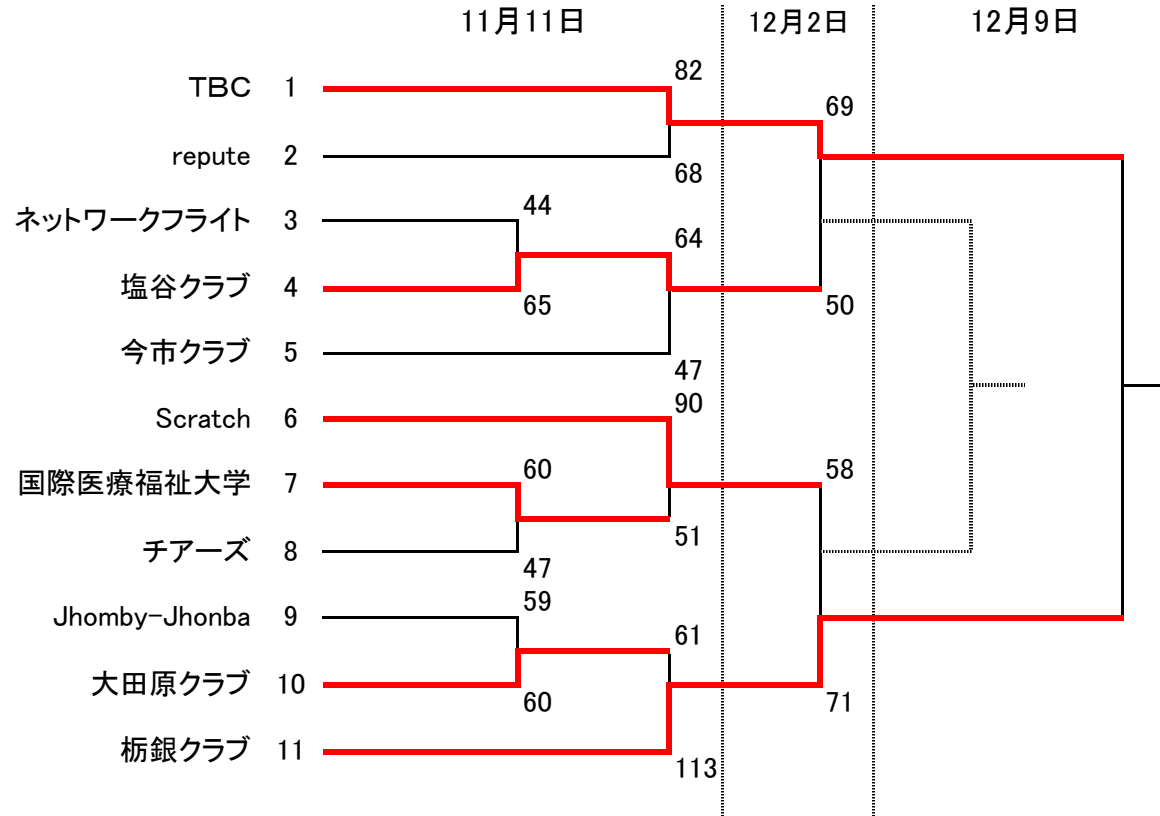 11月11日 12月2日 12月9日
82
TBC 1
69
repute 2
68
44
ネットワークフライト 3
64
塩谷クラブ 4
65 50
今市クラブ 5
47
90
Scratch 6
60 58
国際医療福祉大学 7
51
チアーズ 8
47
59
Jhomby-Jhonba 9
61
大田原クラブ 10
60 71
栃銀クラブ 11
113